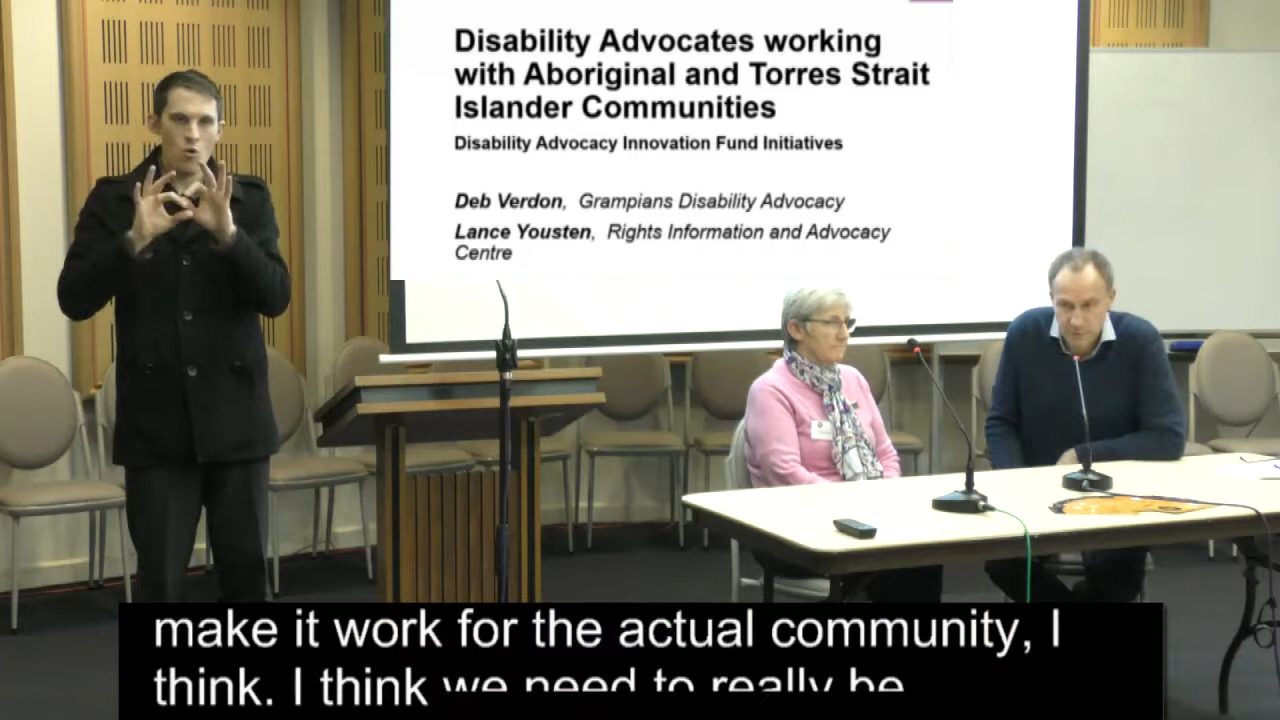 Disability Advocates working
with Aboriginal and Torres Strait
Islander Communities
Disability Advocacy Innovation Fund Initiatives
Deb Verdon, Grampians Disability Advocacy
Lance Yousten, Rights Information and Advocacy
Centre
make it work for the actual community, I
think. I think we need to really be